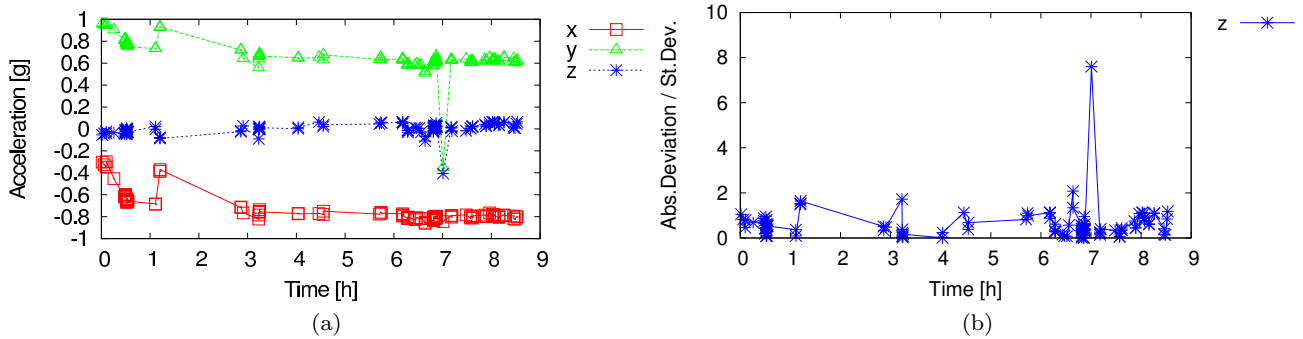 Acceleration [g]
1
0.8
0.6
0.4
0.2
0
-0.2
-0.4
-0.6
-0.8
-1
0 1 2 3 4 5 6 7 8 9
Time [h]
x
y
z
(a)
Abs.Deviation / St.Dev.
10
8
6
4
2
0
0 1 2 3 4 5 6 7 8 9
Time [h]
z
(b)